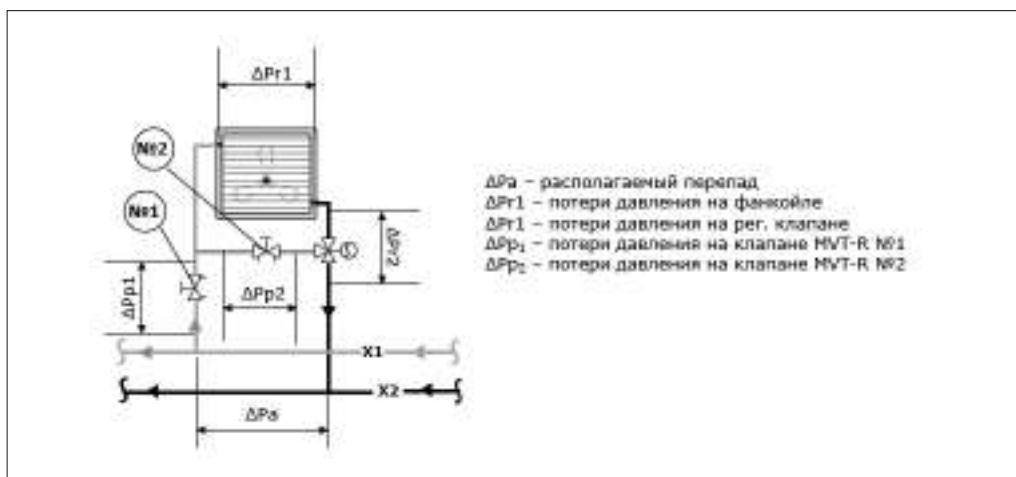 ΔPr1
№2
№1
ΔPr2
ΔPp1
ΔPp2
X1
X2
ΔPa
ΔPa – располагаемый перепад
ΔPr1 – потери давления на фанкойле
ΔPr1 – потери давления на рег. клапане
ΔPp₁ – потери давления на клапане MVT-R №1
ΔPp₂ – потери давления на клапане MVT-R №2